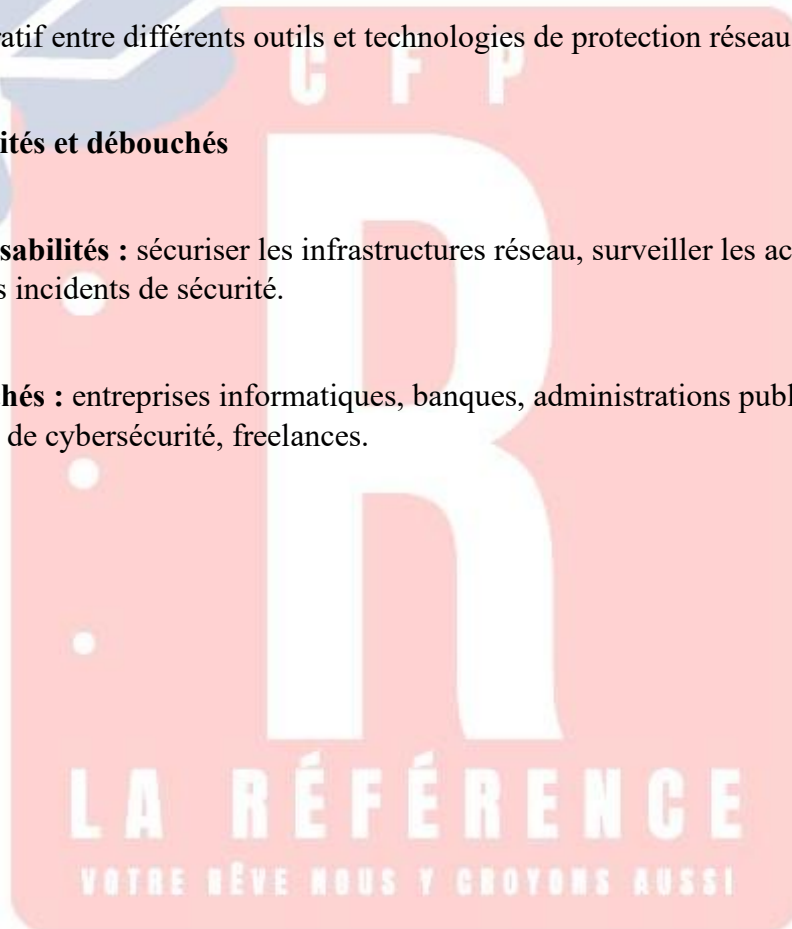 ratif entre différents outils et technologies de protection réseau
C F P
ités et débouchés
sabilités : sécuriser les infrastructures réseau, surveiller les ac
s incidents de sécurité.
hés : entreprises informatiques, banques, administrations publ
de cybersécurité, freelances.
R
LA RÉFÉRENCE
VOTRE RÊVE NOUS Y CROYONS AUSSI